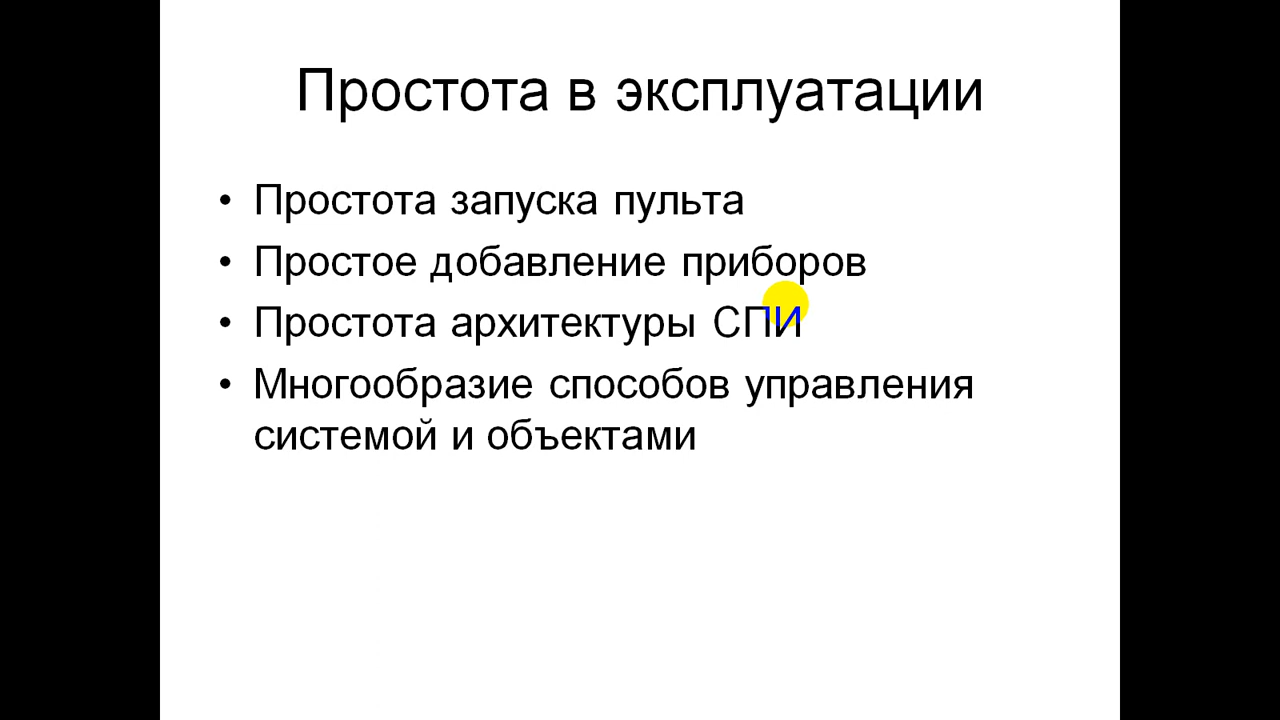 Простота в эксплуатации
• Простота запуска пульта
• Простое добавление приборов
• Простота архитектуры СПИ
• Многообразие способов управления
системой и объектами